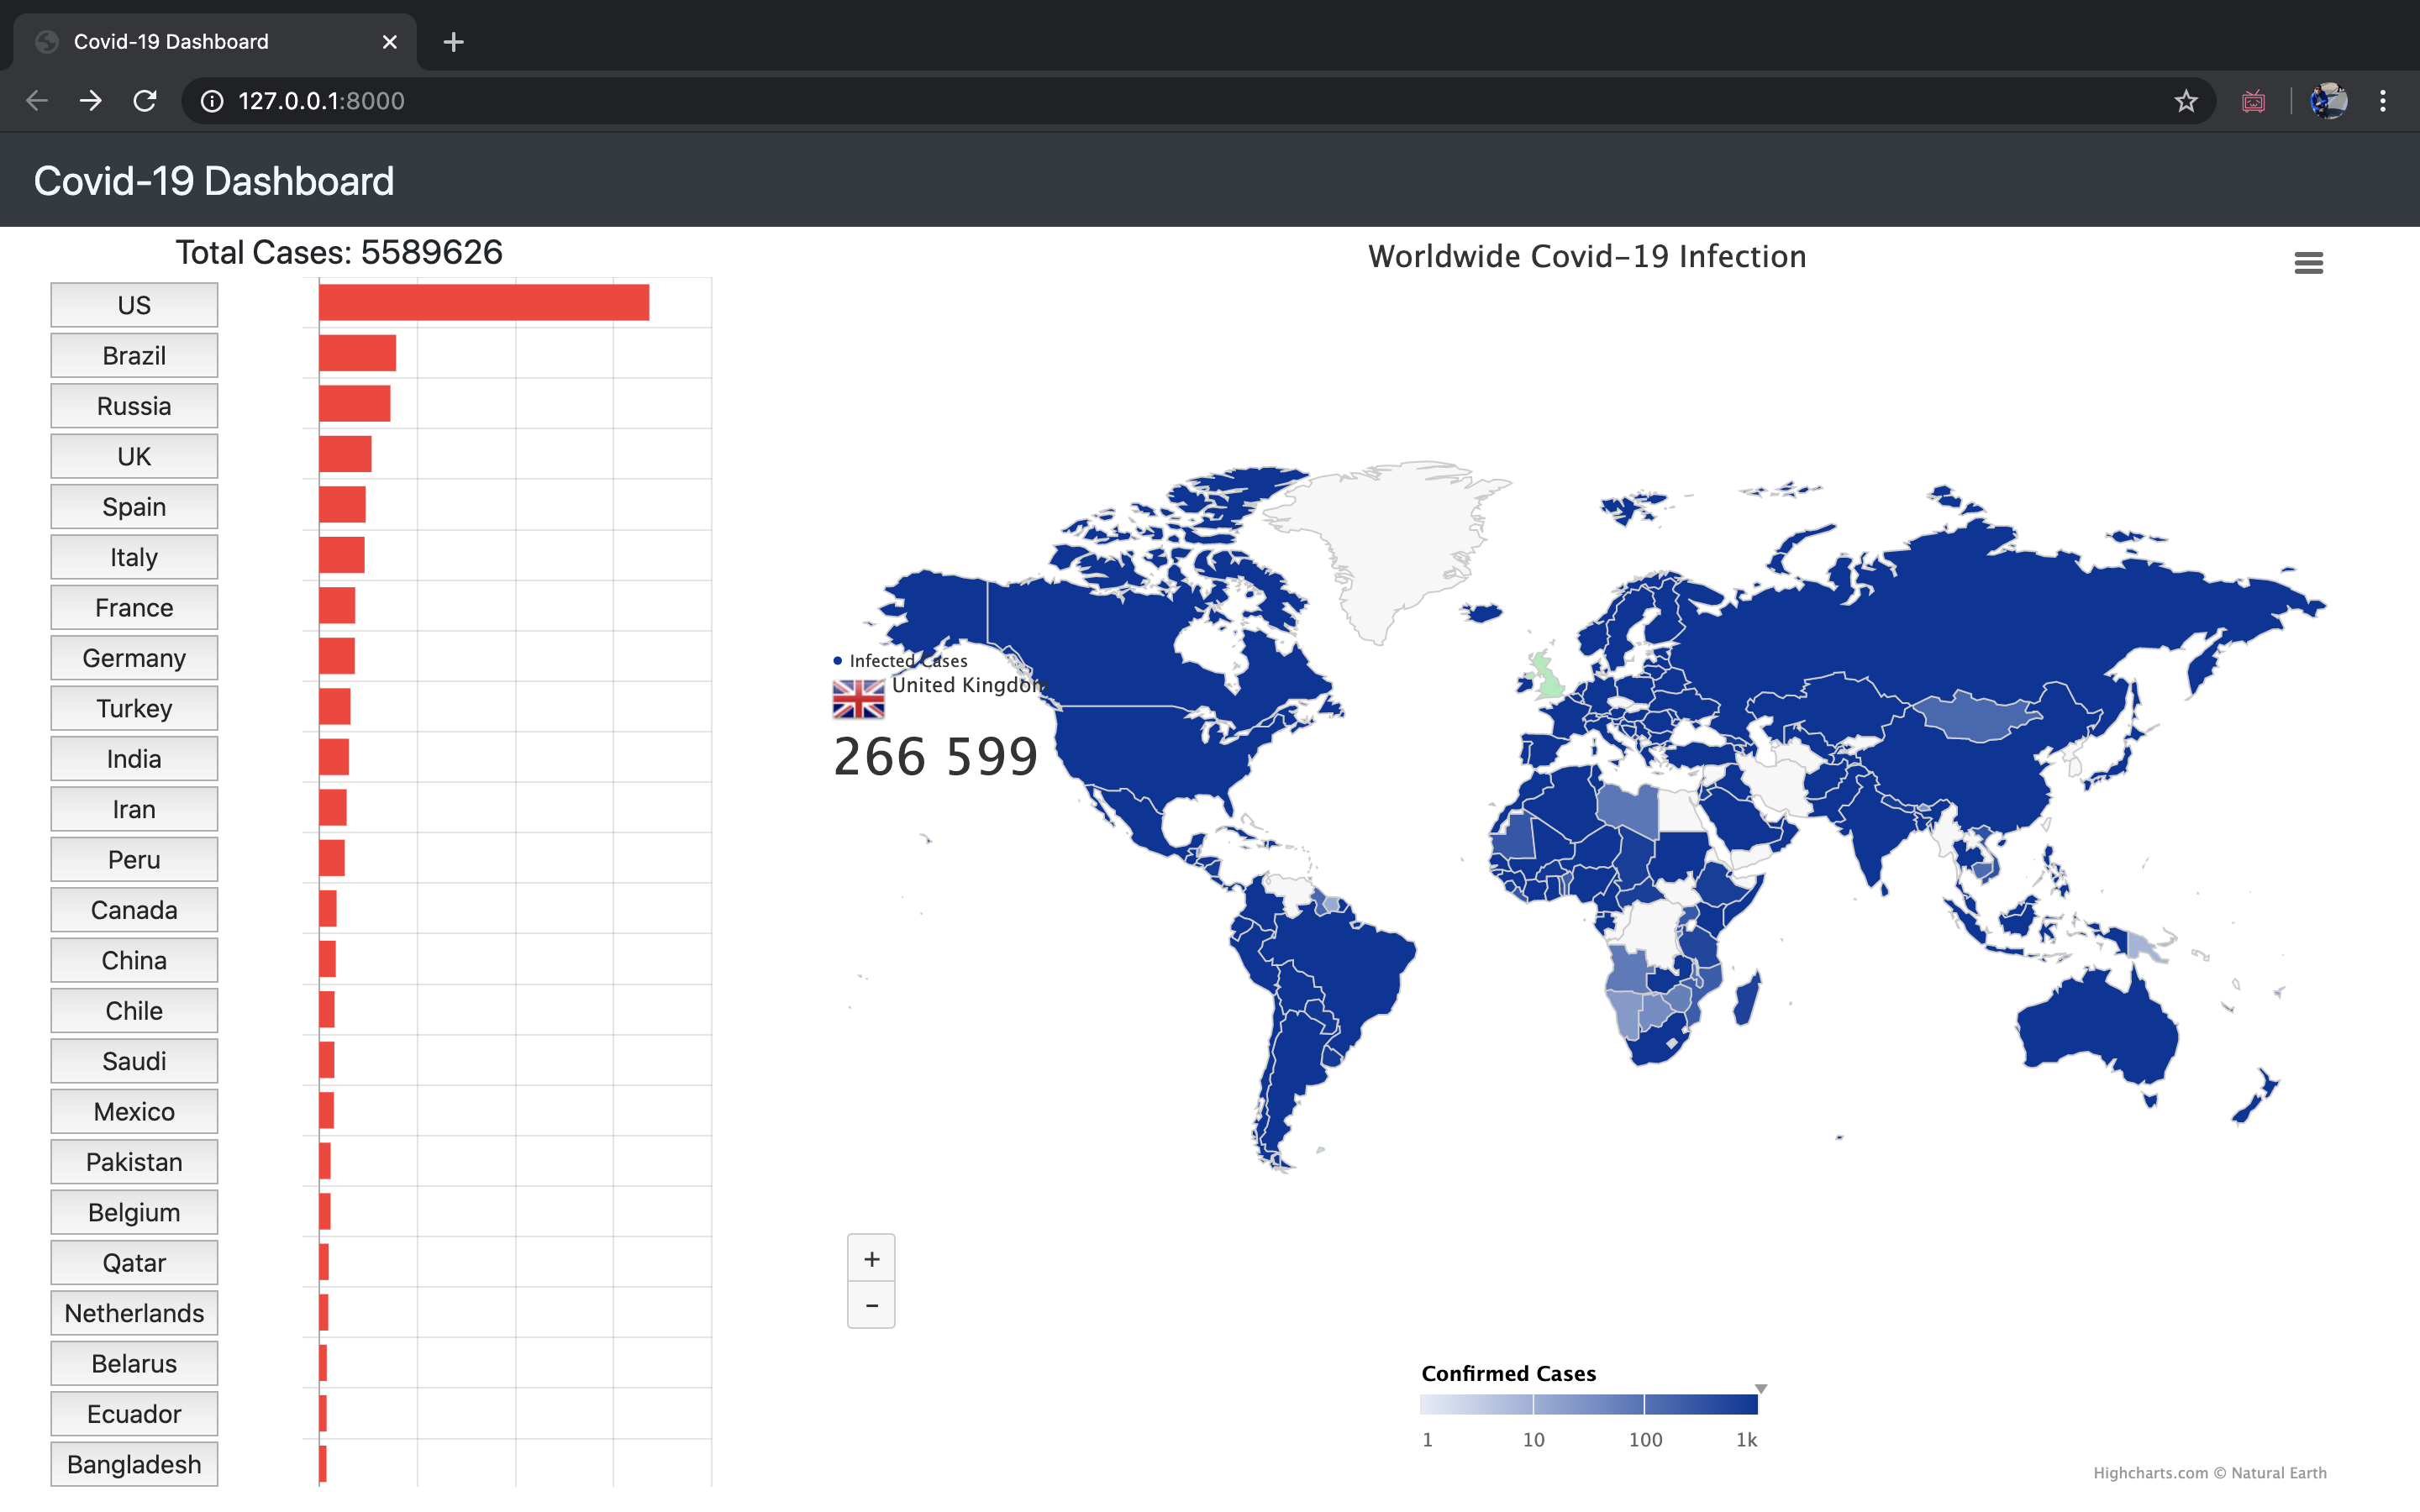 Covid-19 Dashboard
127.0.0.1:8000
Covid-19 Dashboard
Total Cases: 5589626
US
Brazil
Russia
UK
Spain
Italy
France
Germany
Turkey
India
Iran
Peru
Canada
China
Chile
Saudi
Mexico
Pakistan
Belgium
Qatar
Netherlands
Belarus
Ecuador
Bangladesh
Worldwide Covid-19 Infection
Infected Cases
United Kingdom
266 599
+
−
Confirmed Cases
1 10 100 1k
Highcharts.com © Natural Earth